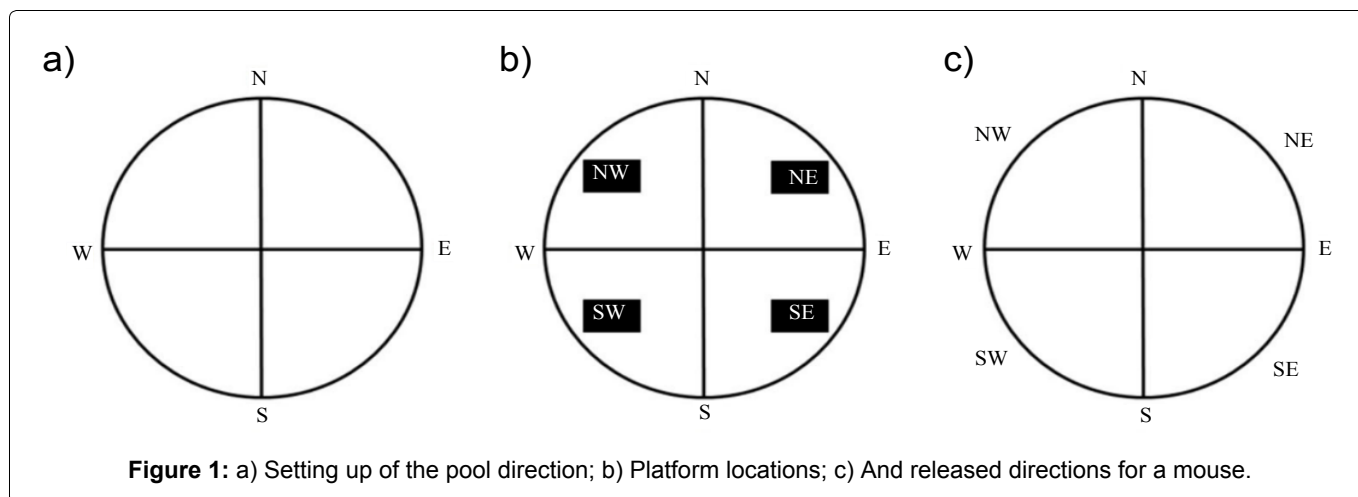 a)
N
W
E
S
b)
N
NW
NE
W
E
SW
SE
S
c)
N
NW
NE
W
E
SW
SE
S
Figure 1: a) Setting up of the pool direction; b) Platform locations; c) And released directions for a mouse.